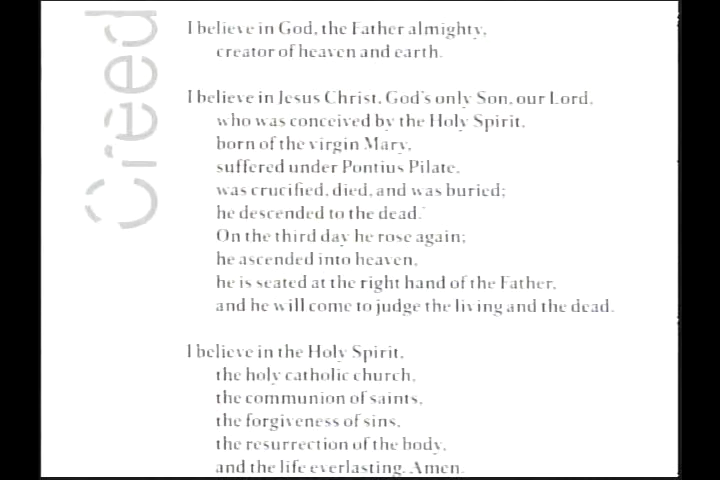 Creed
I believe in God, the Father almighty,
creator of heaven and earth.
I believe in Jesus Christ, God's only Son, our Lord,
who was conceived by the Holy Spirit,
born of the virgin Mary,
suffered under Pontius Pilate,
was crucified, died, and was buried;
he descended to the dead.*
On the third day he rose again;
he ascended into heaven,
he is seated at the right hand of the Father,
and he will come to judge the living and the dead.
I believe in the Holy Spirit,
the holy catholic church,
the communion of saints,
the forgiveness of sins,
the resurrection of the body,
and the life everlasting. Amen.